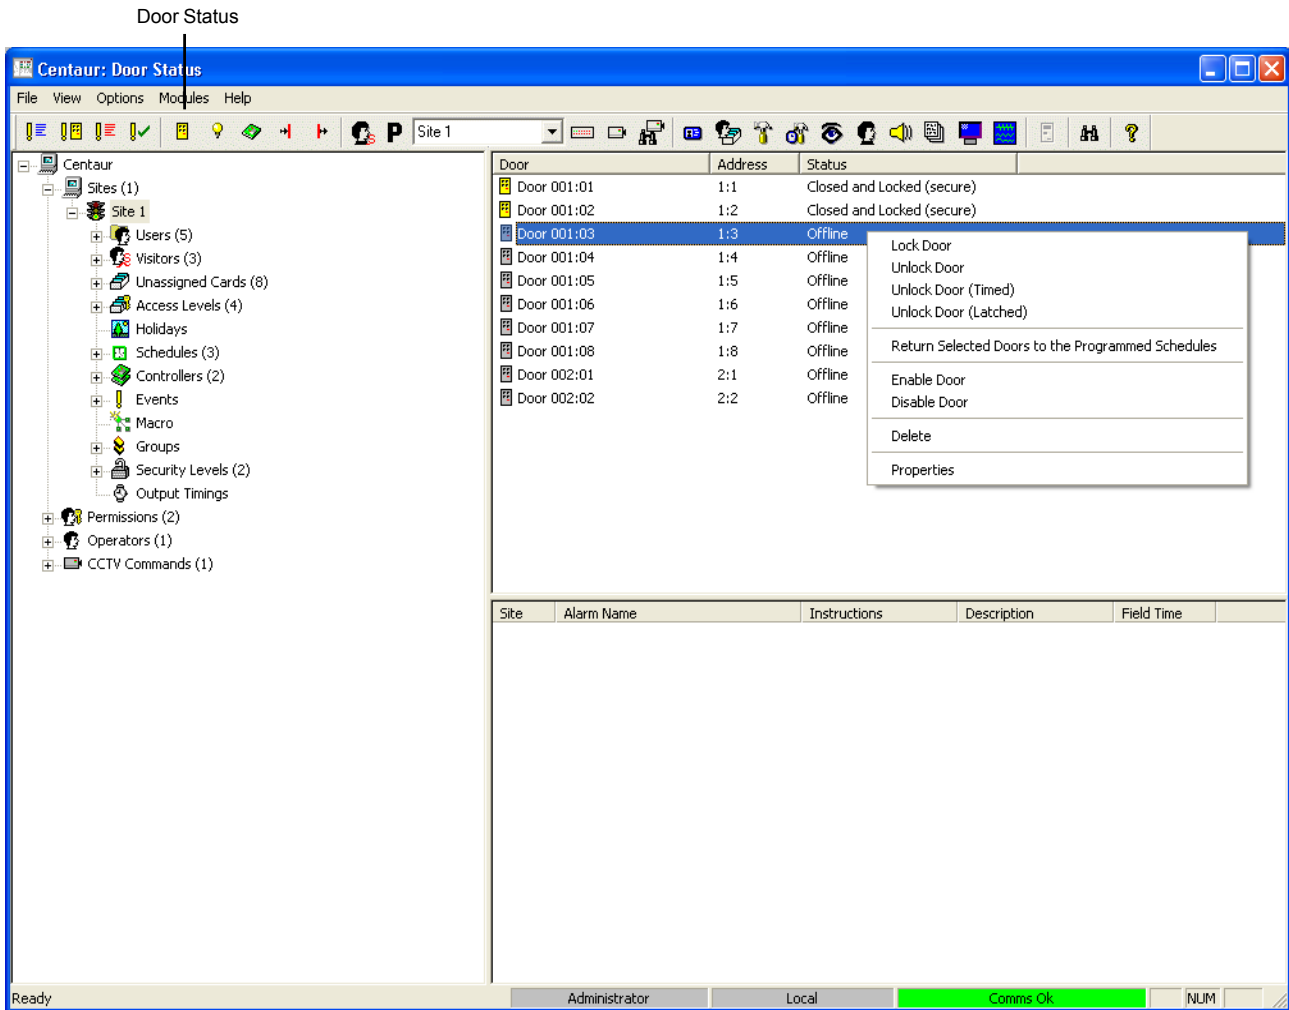 Door Status
Centaur: Door Status
File View Options Modules Help
P Site 1
Centaur
Sites (1)
Site 1
Users (5)
Visitors (3)
Unassigned Cards (8)
Access Levels (4)
Holidays
Schedules (3)
Controllers (2)
Events
Macro
Groups
Security Levels (2)
Output Timings
Permissions (2)
Operators (1)
CCTV Commands (1)
Door Address Status
Door 001:01 1:1 Closed and Locked (secure)
Door 001:02 1:2 Closed and Locked (secure)
Door 001:03 1:3 Offline
Door 001:04 1:4 Offline
Door 001:05 1:5 Offline
Door 001:06 1:6 Offline
Door 001:07 1:7 Offline
Door 001:08 1:8 Offline
Door 002:01 2:1 Offline
Door 002:02 2:2 Offline
Lock Door
Unlock Door
Unlock Door (Timed)
Unlock Door (Latched)
Return Selected Doors to the Programmed Schedules
Enable Door
Disable Door
Delete
Properties
Site Alarm Name Instructions Description Field Time
Ready Administrator Local Comms Ok NUM